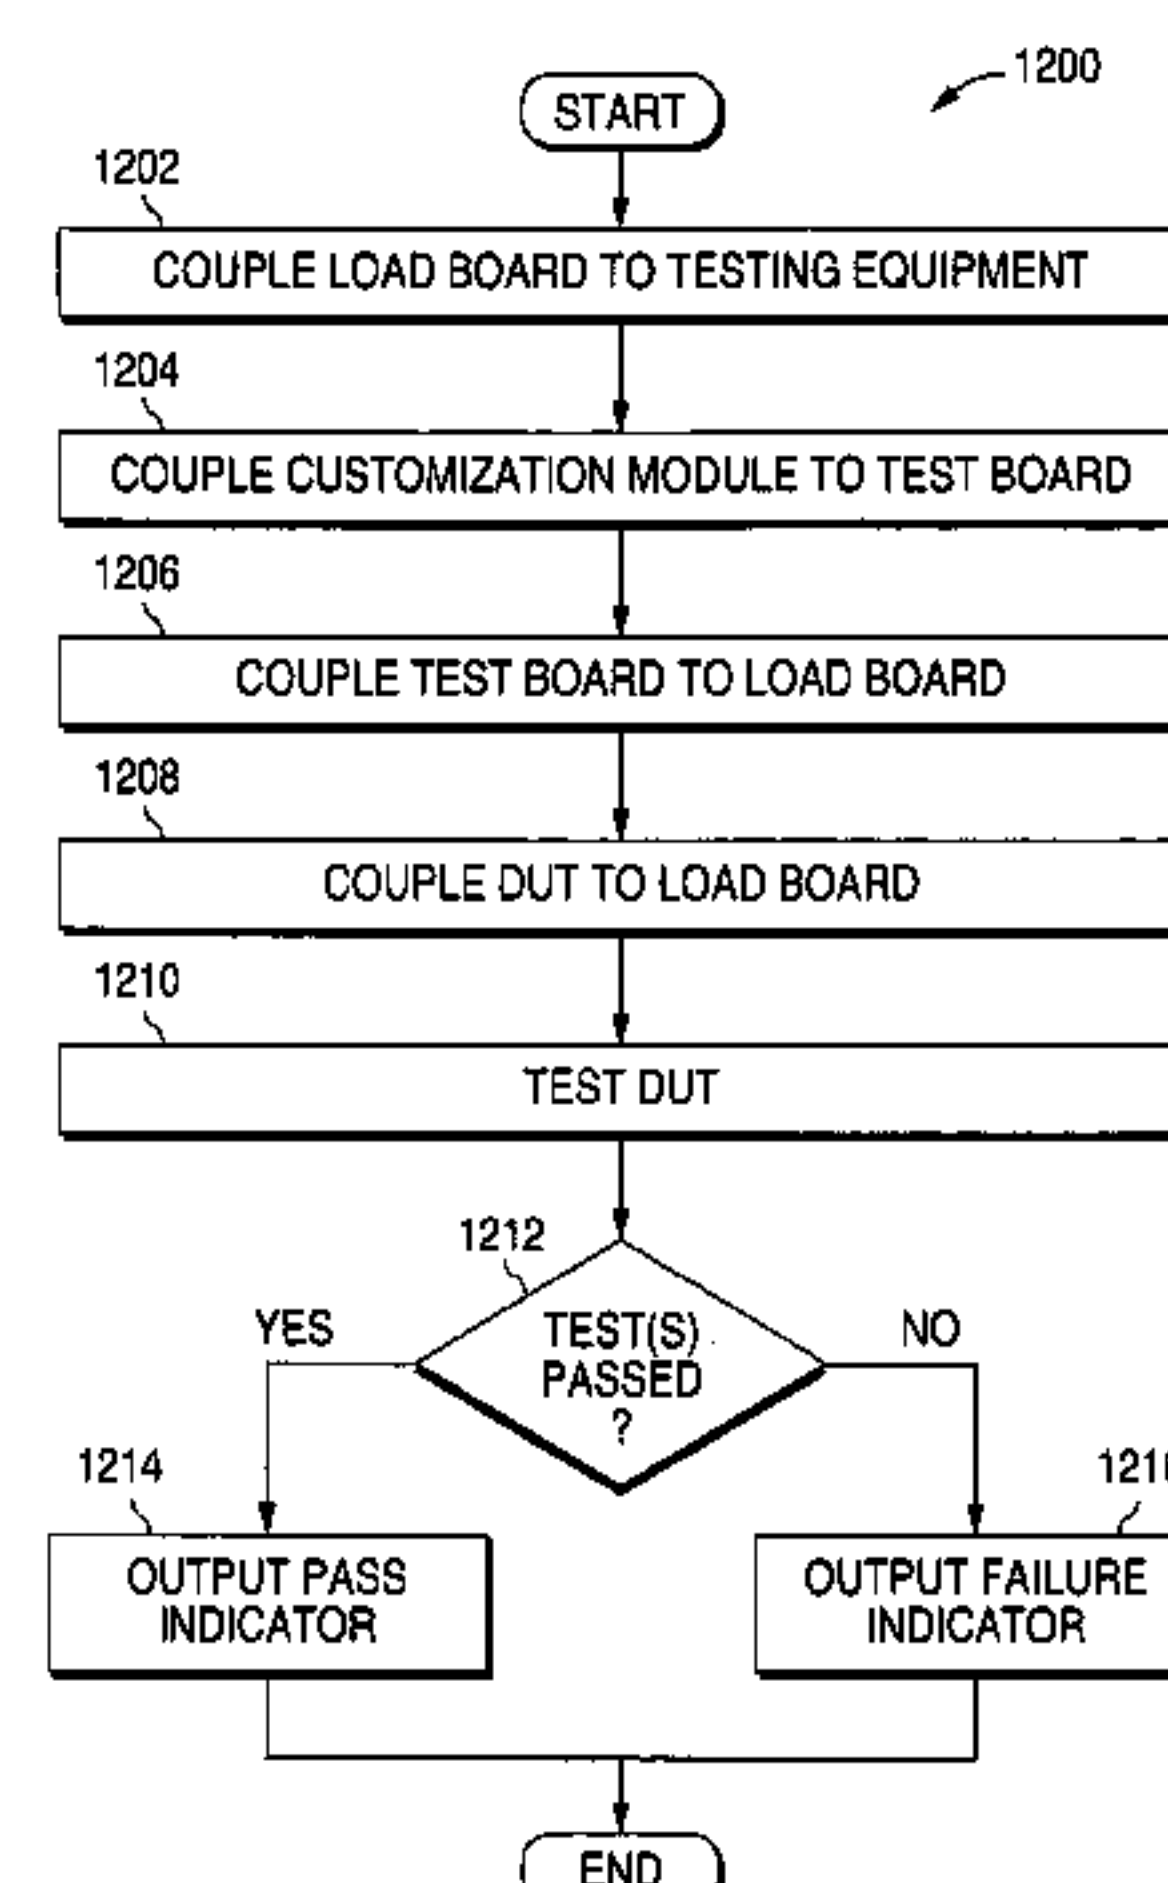 1200
START
1202
COUPLE LOAD BOARD TO TESTING EQUIPMENT
1204
COUPLE CUSTOMIZATION MODULE TO TEST BOARD
1206
COUPLE TEST BOARD TO LOAD BOARD
1208
COUPLE DUT TO LOAD BOARD
1210
TEST DUT
1212
YES
TEST(S)
PASSED
?
NO
1214
OUTPUT PASS
INDICATOR
OUTPUT FAILURE
INDICATOR
END